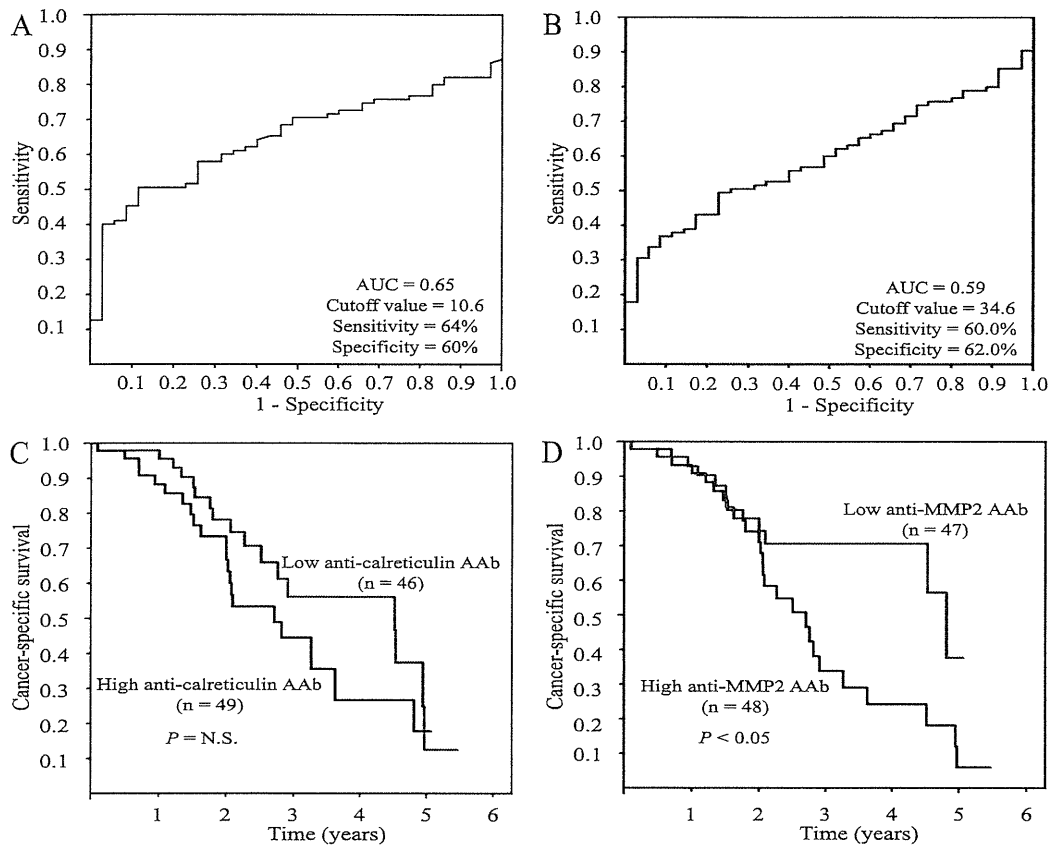 A
1.0
0.9
0.8
0.7
0.6
0.5
0.4
0.3
0.2
0.1
Sensitivity
AUC = 0.65
Cutoff value = 10.6
Sensitivity = 64%
Specificity = 60%
0.1 0.2 0.3 0.4 0.5 0.6 0.7 0.8 0.9 1.0
1 - Specificity
B
1.0
0.9
0.8
0.7
0.6
0.5
0.4
0.3
0.2
0.1
Sensitivity
AUC = 0.59
Cutoff value = 34.6
Sensitivity = 60.0%
Specificity = 62.0%
0.1 0.2 0.3 0.4 0.5 0.6 0.7 0.8 0.9 1.0
1 - Specificity
C
1.0
0.9
0.8
0.7
0.6
0.5
0.4
0.3
0.2
0.1
Cancer-specific survival
Low anti-calreticulin AAb
(n = 46)
High anti-calreticulin AAb
(n = 49)
P = N.S.
1 2 3 4 5 6
Time (years)
D
1.0
0.9
0.8
0.7
0.6
0.5
0.4
0.3
0.2
0.1
Cancer-specific survival
Low anti-MMP2 AAb
(n = 47)
High anti-MMP2 AAb
(n = 48)
P < 0.05
1 2 3 4 5 6
Time (years)